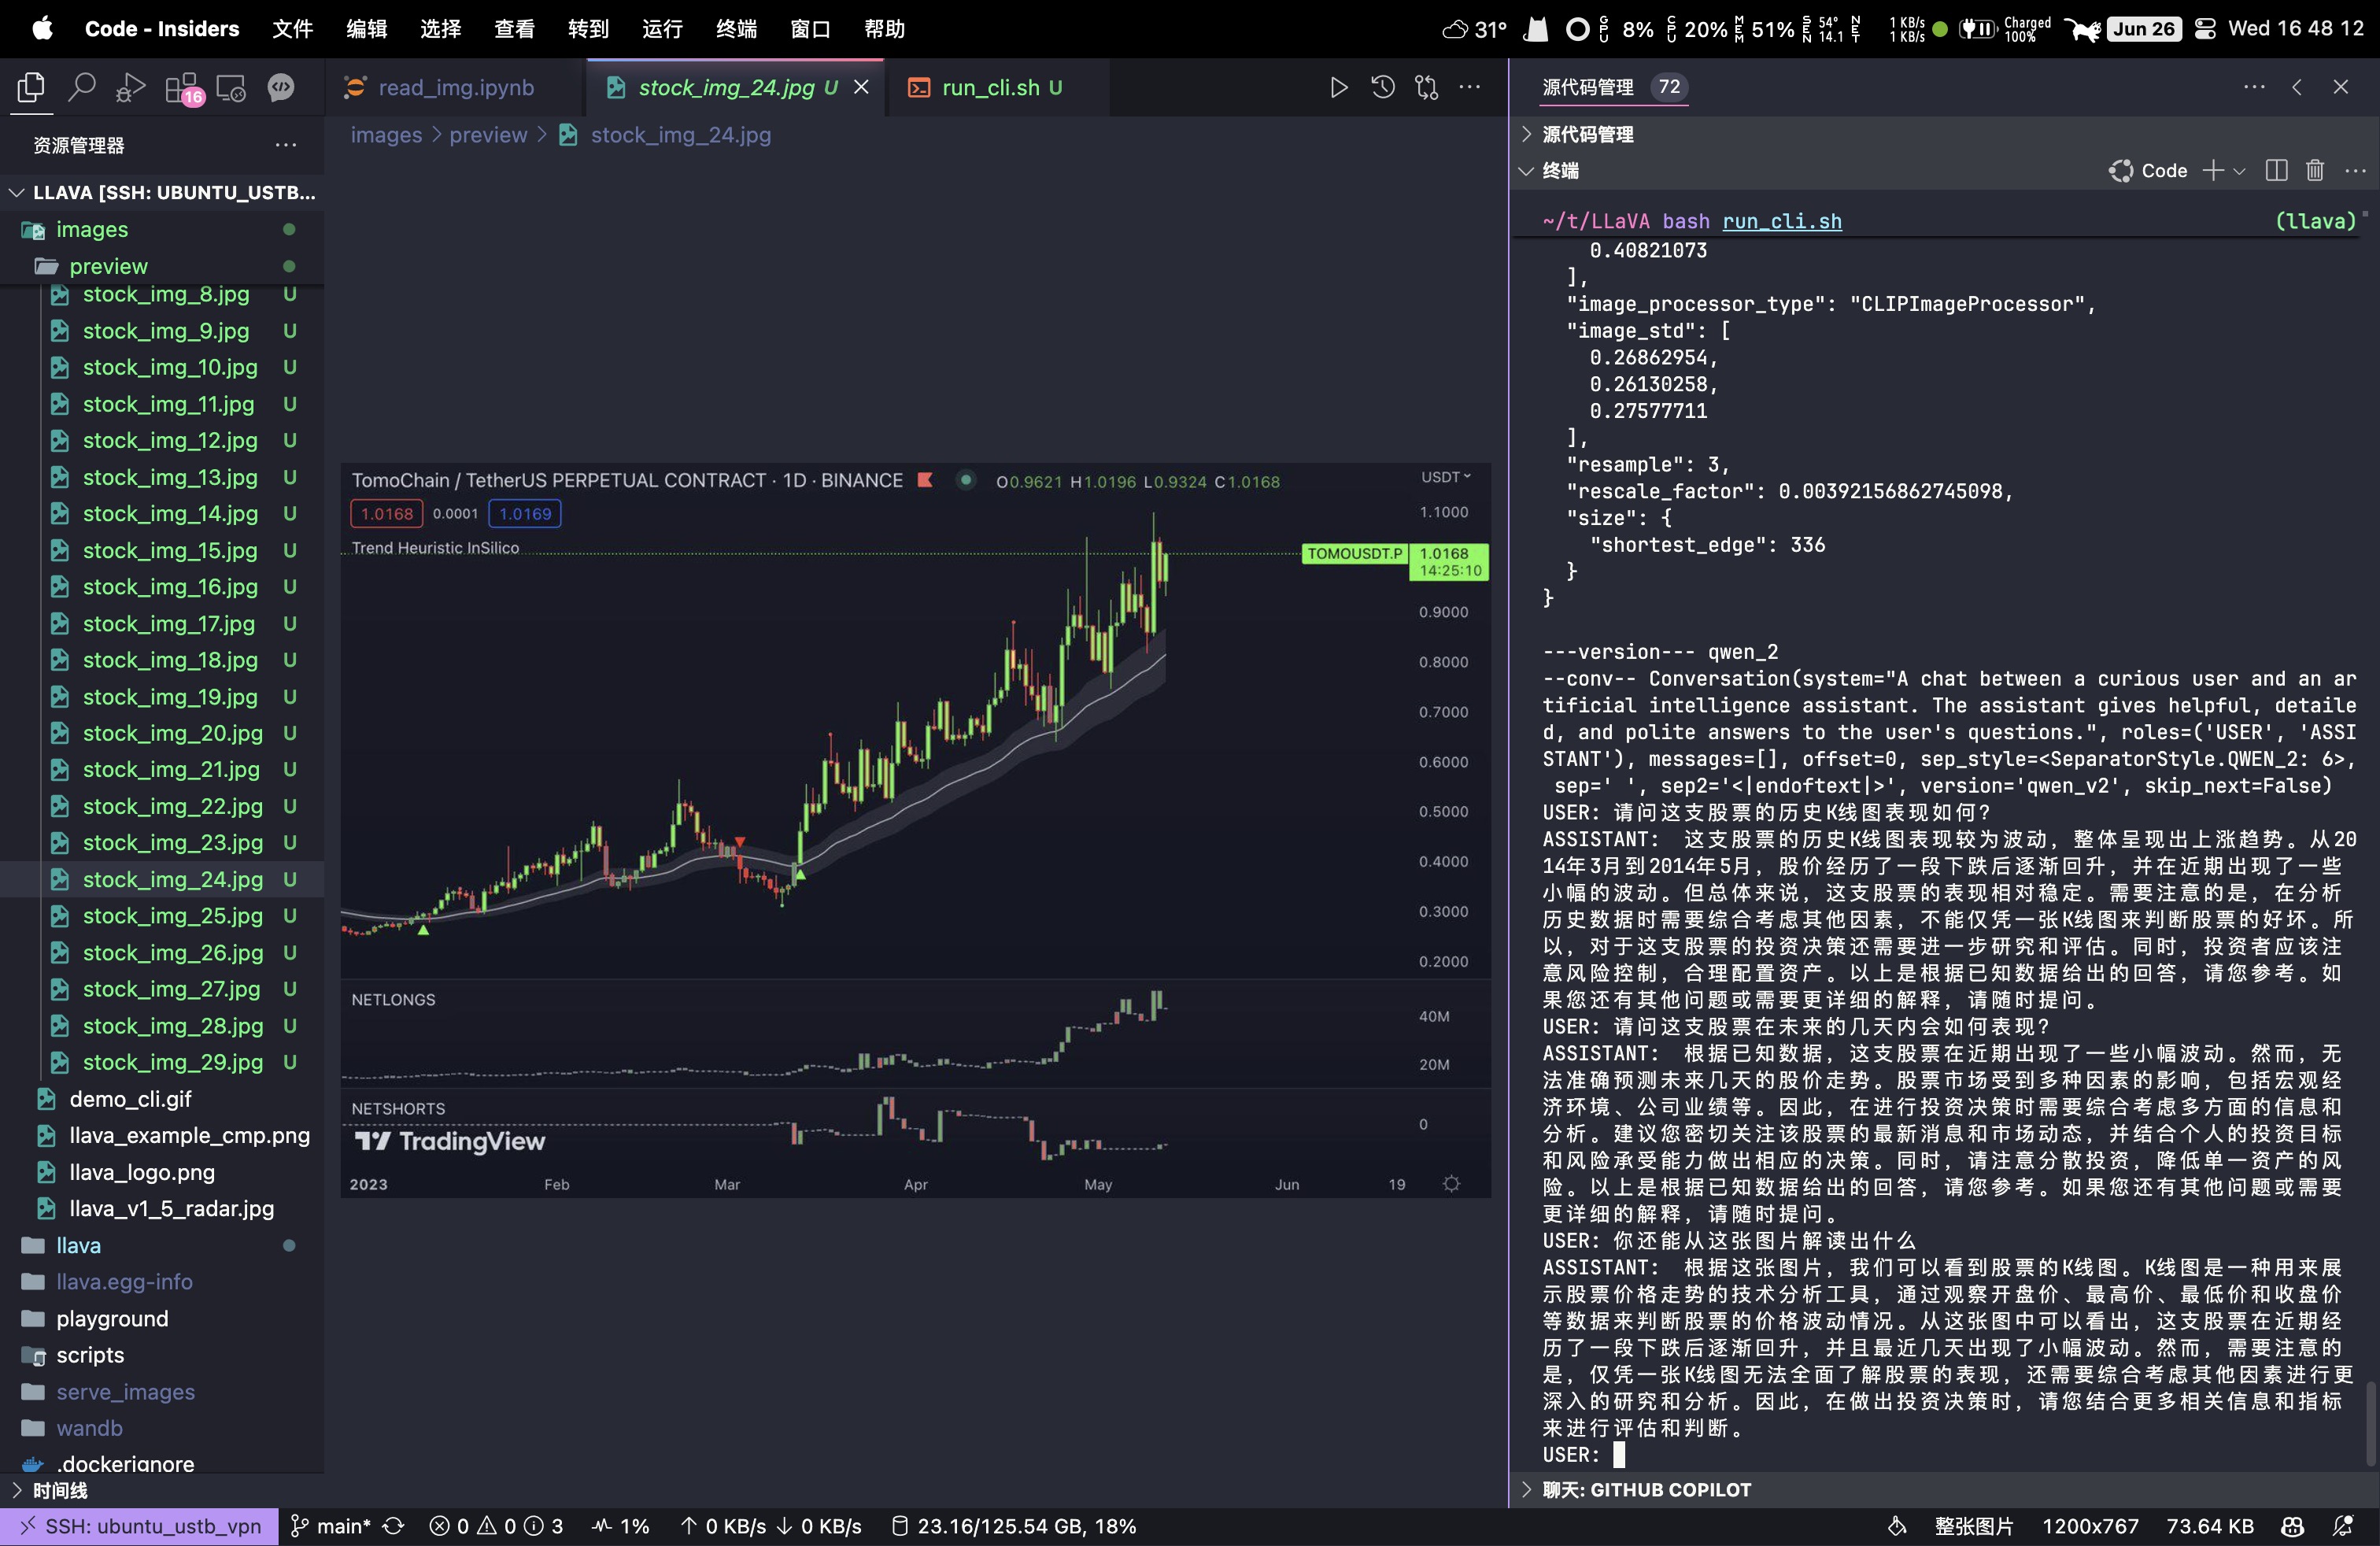 Code - Insiders 文件 编辑 选择 查看 转到 运行 终端 窗口 帮助
31° GPU 8% CPU 20% MEM 51% SEN 54° 14.1 NET 1 KB/s 1 KB/s Charged 100% Jun 26 Wed 16 48 12
16
read_img.ipynb
stock_img_24.jpg U
run_cli.sh U
资源管理器
images > preview > stock_img_24.jpg
LLAVA [SSH: UBUNTU_USTB...
images
preview
stock_img_8.jpg U
stock_img_9.jpg U
stock_img_10.jpg U
stock_img_11.jpg U
stock_img_12.jpg U
stock_img_13.jpg U
stock_img_14.jpg U
stock_img_15.jpg U
stock_img_16.jpg U
stock_img_17.jpg U
stock_img_18.jpg U
stock_img_19.jpg U
stock_img_20.jpg U
stock_img_21.jpg U
stock_img_22.jpg U
stock_img_23.jpg U
stock_img_24.jpg U
stock_img_25.jpg U
stock_img_26.jpg U
stock_img_27.jpg U
stock_img_28.jpg U
stock_img_29.jpg U
demo_cli.gif
llava_example_cmp.png
llava_logo.png
llava_v1_5_radar.jpg
llava
llava.egg-info
playground
scripts
serve_images
wandb
.dockerignore
时间线
TomoChain / TetherUS PERPETUAL CONTRACT · 1D · BINANCE O0.9621 H1.0196 L0.9324 C1.0168
USDT
1.0168 0.0001 1.0169
Trend Heuristic InSilico
1.1000
TOMOUSDT.P 1.0168
14:25:10
0.9000
0.8000
0.7000
0.6000
0.5000
0.4000
0.3000
0.2000
NETLONGS
40M
20M
NETSHORTS
0
TradingView
2023 Feb Mar Apr May Jun 19
源代码管理 72
源代码管理
终端
Code
~/t/LLaVA bash run_cli.sh (llava)
0.40821073
],
"image_processor_type": "CLIPImageProcessor",
"image_std": [
0.26862954,
0.26130258,
0.27577711
],
"resample": 3,
"rescale_factor": 0.00392156862745098,
"size": {
"shortest_edge": 336
}
}
---version--- qwen_2
--conv-- Conversation(system="A chat between a curious user and an ar
tificial intelligence assistant. The assistant gives helpful, detaile
d, and polite answers to the user's questions.", roles=('USER', 'ASSI
STANT'), messages=[], offset=0, sep_style=<SeparatorStyle.QWEN_2: 6>,
sep=' ', sep2='<|endoftext|>', version='qwen_v2', skip_next=False)
USER: 请问这支股票的历史K线图表现如何?
ASSISTANT: 这支股票的历史K线图表现较为波动，整体呈现出上涨趋势。从20
14年3月到2014年5月，股价经历了一段下跌后逐渐回升，并在近期出现了一些
小幅的波动。但总体来说，这支股票的表现相对稳定。需要注意的是，在分析
历史数据时需要综合考虑其他因素，不能仅凭一张K线图来判断股票的好坏。所
以，对于这支股票的投资决策还需要进一步研究和评估。同时，投资者应该注
意风险控制，合理配置资产。以上是根据已知数据给出的回答，请您参考。如
果您还有其他问题或需要更详细的解释，请随时提问。
USER: 请问这支股票在未来的几天内会如何表现?
ASSISTANT: 根据已知数据，这支股票在近期出现了一些小幅波动。然而，无
法准确预测未来几天的股价走势。股票市场受到多种因素的影响，包括宏观经
济环境、公司业绩等。因此，在进行投资决策时需要综合考虑多方面的信息和
分析。建议您密切关注该股票的最新消息和市场动态，并结合个人的投资目标
和风险承受能力做出相应的决策。同时，请注意分散投资，降低单一资产的风
险。以上是根据已知数据给出的回答，请您参考。如果您还有其他问题或需要
更详细的解释，请随时提问。
USER: 你还能从这张图片解读出什么
ASSISTANT: 根据这张图片，我们可以看到股票的K线图。K线图是一种用来展
示股票价格走势的技术分析工具，通过观察开盘价、最高价、最低价和收盘价
等数据来判断股票的价格波动情况。从这张图中可以看出，这支股票在近期经
历了一段下跌后逐渐回升，并且最近几天出现了小幅波动。然而，需要注意的
是，仅凭一张K线图无法全面了解股票的表现，还需要综合考虑其他因素进行更
深入的研究和分析。因此，在做出投资决策时，请您结合更多相关信息和指标
来进行评估和判断。
USER:
聊天: GITHUB COPILOT
SSH: ubuntu_ustb_vpn main* 0 0 3 1% 0 KB/s 0 KB/s 23.16/125.54 GB, 18% 整张图片 1200x767 73.64 KB